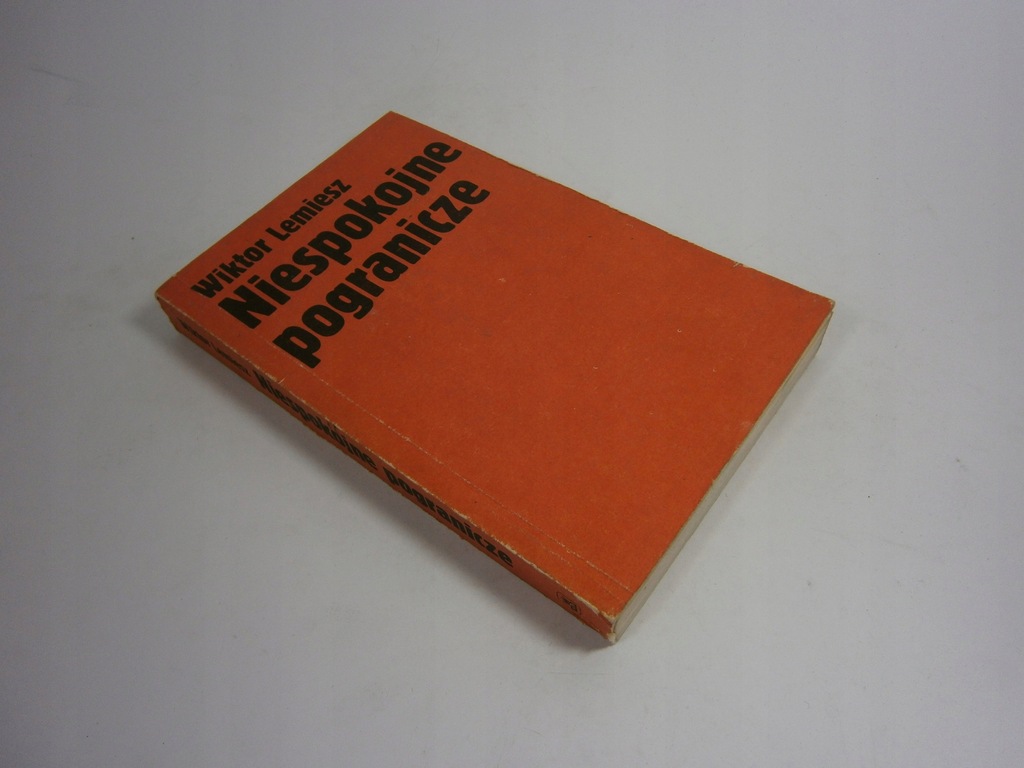 Wiktor Lemiesz
Niespokojne
pogranicze
Niespokojne pogranicze